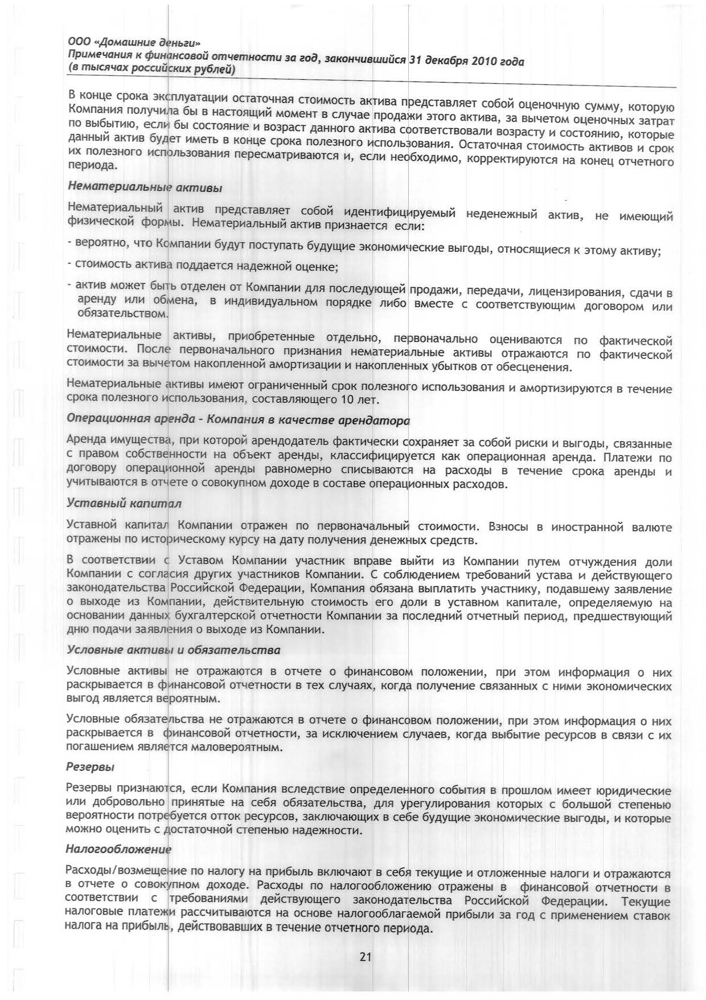 ООО «Домашние деньги»
Примечания к финансовой отчетности за год, закончившийся 31 декабря 2010 года
(в тысячах российских рублей)
В конце срока эксплуатации остаточная стоимость актива представляет собой оценочную сумму, которую
Компания получила бы в настоящий момент в случае продажи этого актива, за вычетом оценочных затрат
по выбытию, если бы состояние и возраст данного актива соответствовали возрасту и состоянию, которые
данный актив будет иметь в конце срока полезного использования. Остаточная стоимость активов и срок
их полезного использования пересматриваются и, если необходимо, корректируются на конец отчетного
периода.
Нематериальные активы
Нематериальный актив представляет собой идентифицируемый неденежный актив, не имеющий
физической формы. Нематериальный актив признается если:
- вероятно, что Компании будут поступать будущие экономические выгоды, относящиеся к этому активу;
- стоимость актива поддается надежной оценке;
- актив может быть отделен от Компании для последующей продажи, передачи, лицензирования, сдачи в
аренду или обмена, в индивидуальном порядке либо вместе с соответствующим договором или
обязательством.
Нематериальные активы, приобретенные отдельно, первоначально оцениваются по фактической
стоимости. После первоначального признания нематериальные активы отражаются по фактической
стоимости за вычетом накопленной амортизации и накопленных убытков от обесценения.
Нематериальные активы имеют ограниченный срок полезного использования и амортизируются в течение
срока полезного использования, составляющего 10 лет.
Операционная аренда - Компания в качестве арендатора
Аренда имущества, при которой арендодатель фактически сохраняет за собой риски и выгоды, связанные
с правом собственности на объект аренды, классифицируется как операционная аренда. Платежи по
договору операционной аренды равномерно списываются на расходы в течение срока аренды и
учитываются в отчете о совокупном доходе в составе операционных расходов.
Уставный капитал
Уставной капитал Компании отражен по первоначальный стоимости. Взносы в иностранной валюте
отражены по историческому курсу на дату получения денежных средств.
В соответствии с Уставом Компании участник вправе выйти из Компании путем отчуждения доли
Компании с согласия других участников Компании. С соблюдением требований устава и действующего
законодательства Российской Федерации, Компания обязана выплатить участнику, подавшему заявление
о выходе из Компании, действительную стоимость его доли в уставном капитале, определяемую на
основании данных бухгалтерской отчетности Компании за последний отчетный период, предшествующий
дню подачи заявления о выходе из Компании.
Условные активы и обязательства
Условные активы не отражаются в отчете о финансовом положении, при этом информация о них
раскрывается в финансовой отчетности в тех случаях, когда получение связанных с ними экономических
выгод является вероятным.
Условные обязательства не отражаются в отчете о финансовом положении, при этом информация о них
раскрывается в финансовой отчетности, за исключением случаев, когда выбытие ресурсов в связи с их
погашением является маловероятным.
Резервы
Резервы признаются, если Компания вследствие определенного события в прошлом имеет юридические
или добровольно принятые на себя обязательства, для урегулирования которых с большой степенью
вероятности потребуется отток ресурсов, заключающих в себе будущие экономические выгоды, и которые
можно оценить с достаточной степенью надежности.
Налогообложение
Расходы/возмещение по налогу на прибыль включают в себя текущие и отложенные налоги и отражаются
в отчете о совокупном доходе. Расходы по налогообложению отражены в финансовой отчетности в
соответствии с требованиями действующего законодательства Российской Федерации. Текущие
налоговые платежи рассчитываются на основе налогооблагаемой прибыли за год с применением ставок
налога на прибыль, действовавших в течение отчетного периода.
21